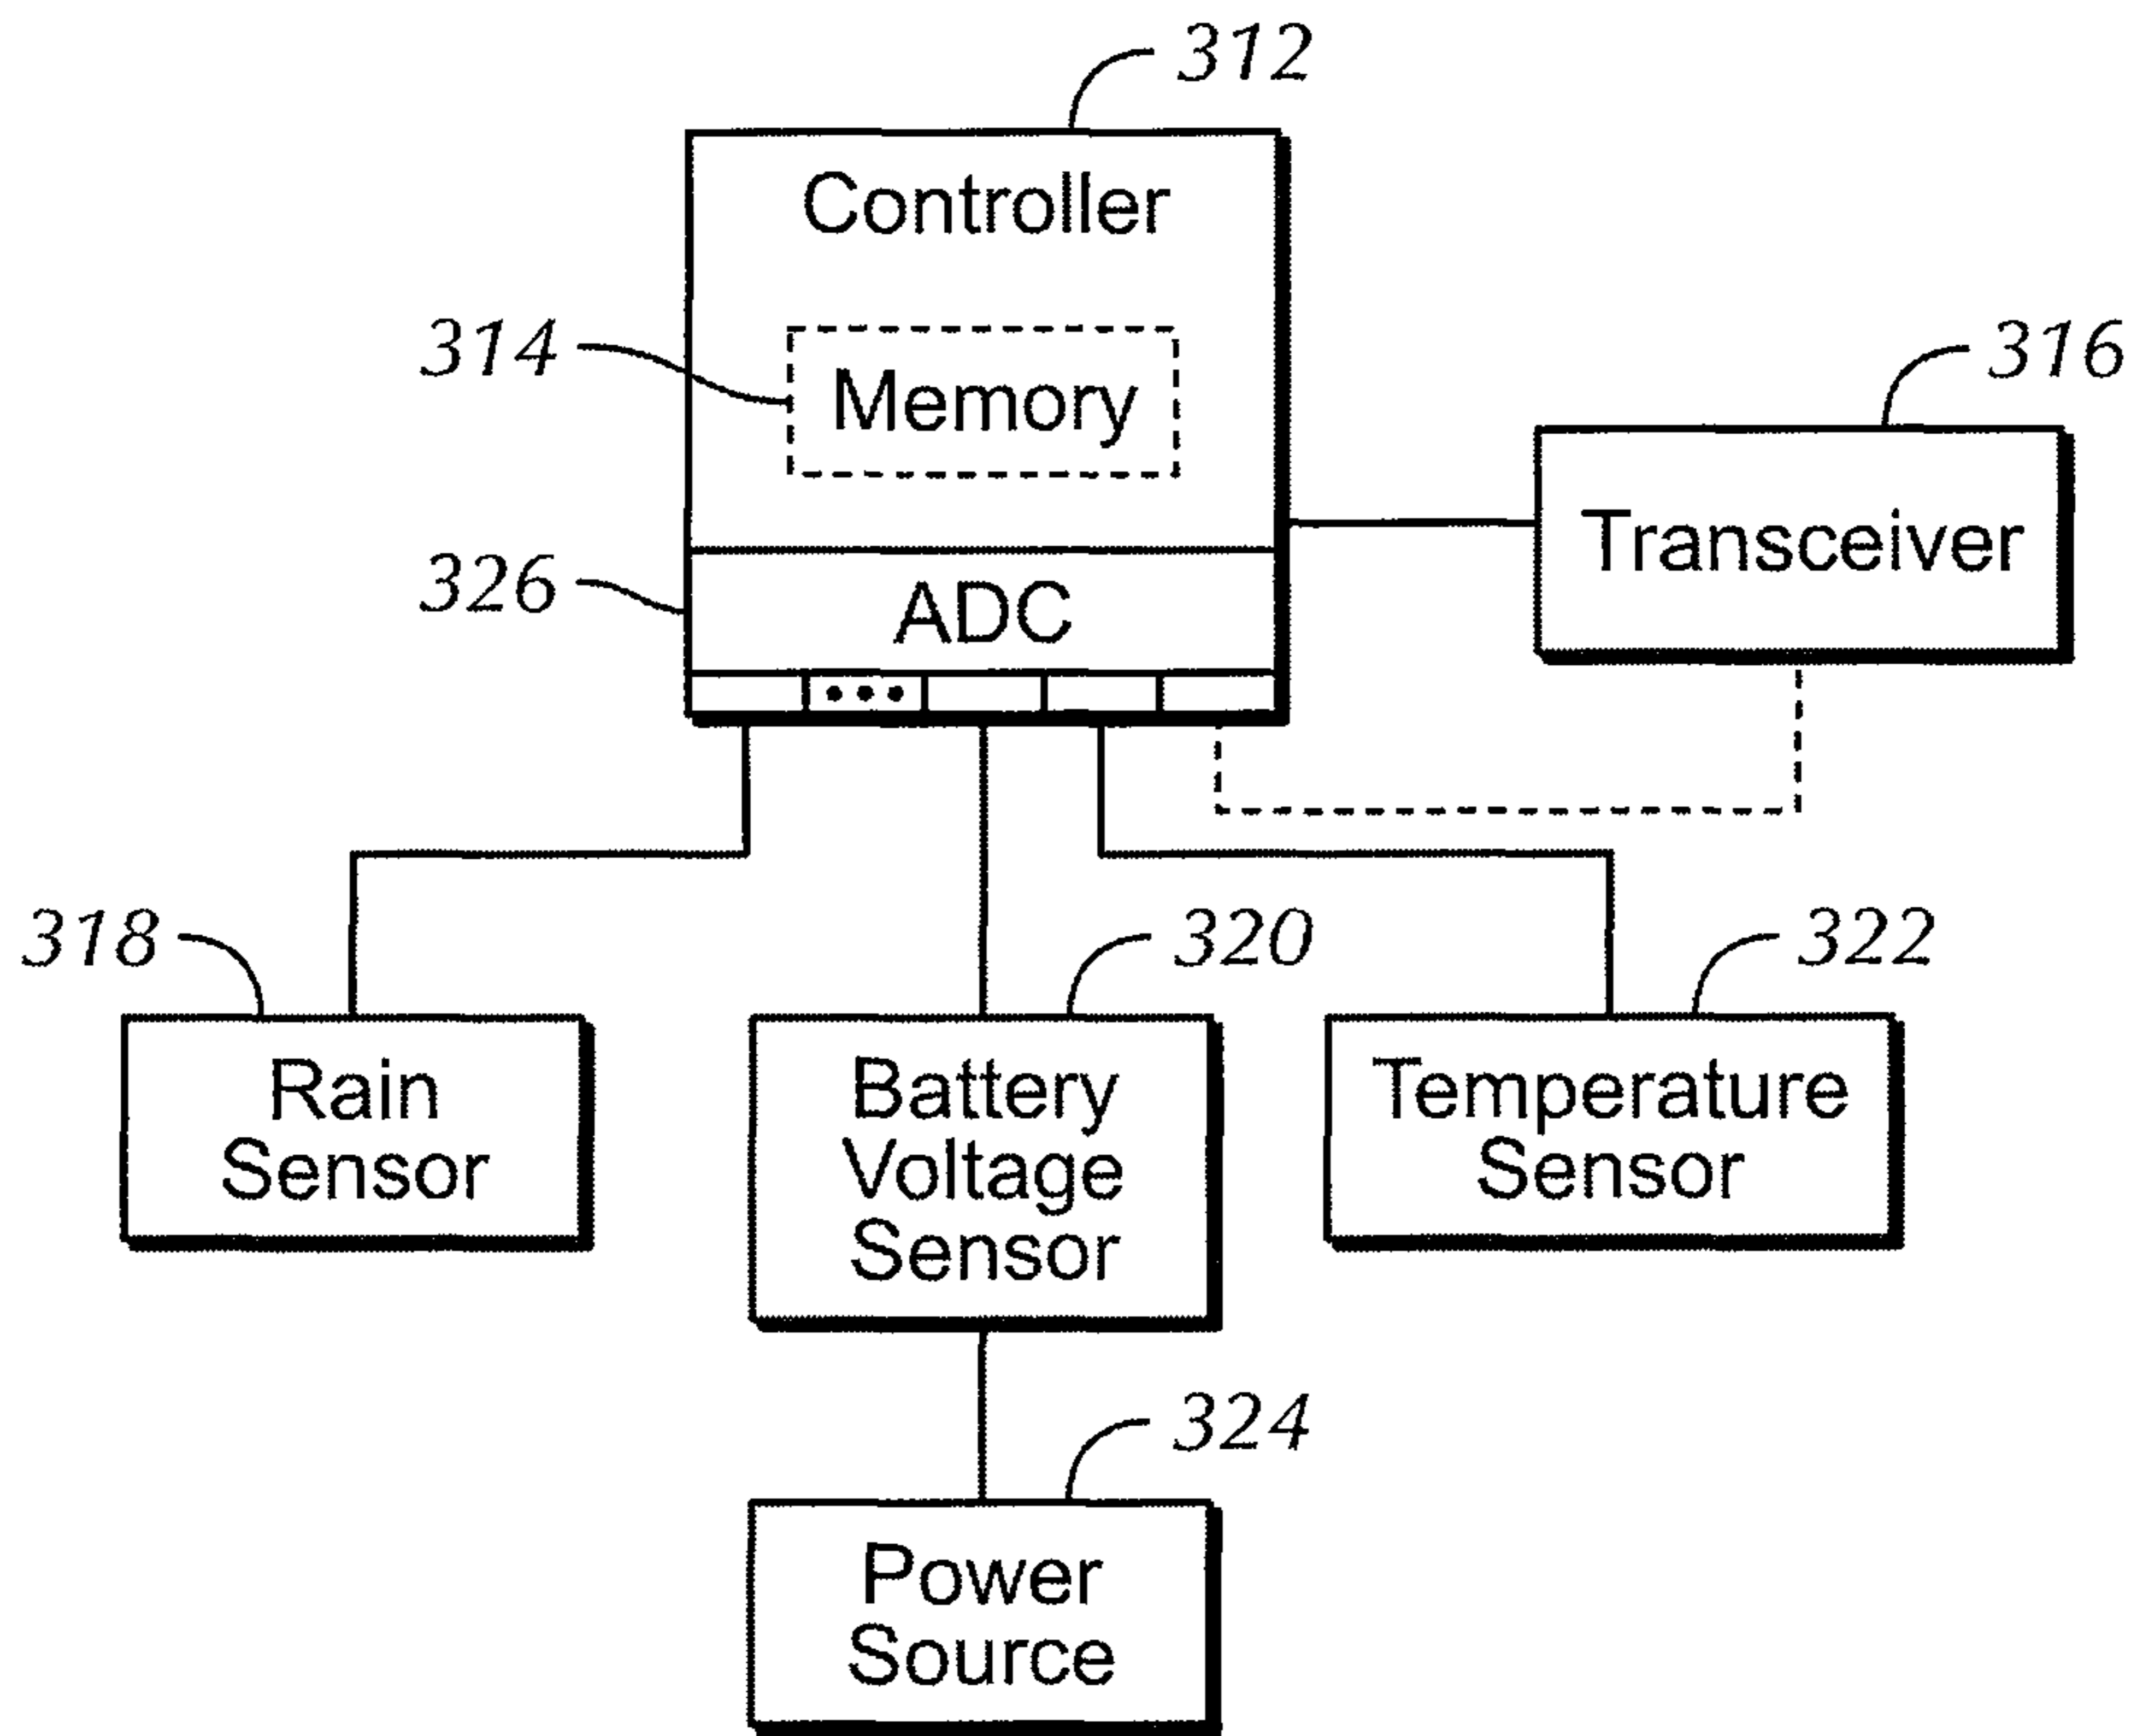 312
Controller
314
Memory
316
Transceiver
326
ADC
318
Rain
Sensor
320
Battery
Voltage
Sensor
322
Temperature
Sensor
324
Power
Source